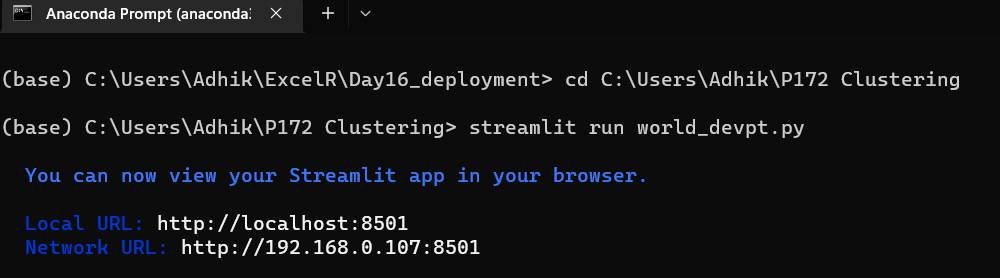 Anaconda Prompt (anaconda:
(base) C:\Users\Adhik\ExcelR\Day16_deployment> cd C:\Users\Adhik\P172 Clustering
(base) C:\Users\Adhik\P172 Clustering> streamlit run world_devpt.py
You can now view your Streamlit app in your browser.
Local URL: http://localhost:8501
Network URL: http://192.168.0.107:8501